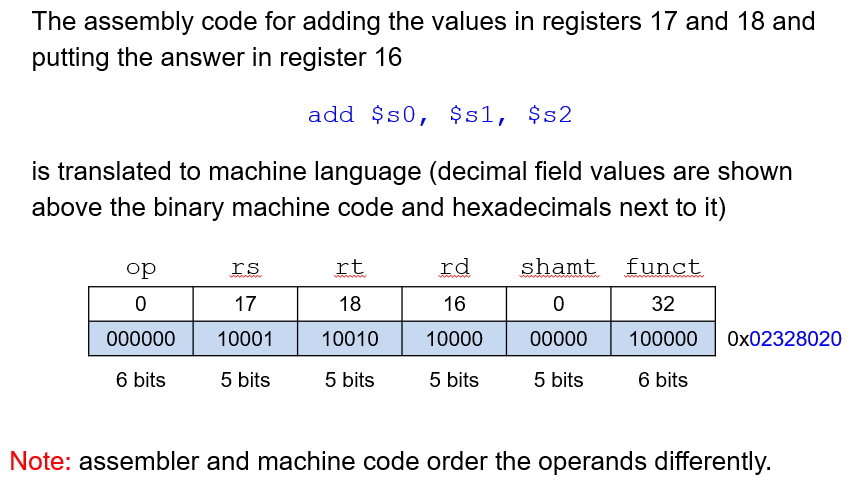 The assembly code for adding the values in registers 17 and 18 and
putting the answer in register 16
add $s0, $s1, $s2
is translated to machine language (decimal field values are shown
above the binary machine code and hexadecimals next to it)
op rs rt rd shamt funct
0 17 18 16 0 32
000000 10001 10010 10000 00000 100000 0x02328020
6 bits 5 bits 5 bits 5 bits 5 bits 6 bits
Note: assembler and machine code order the operands differently.